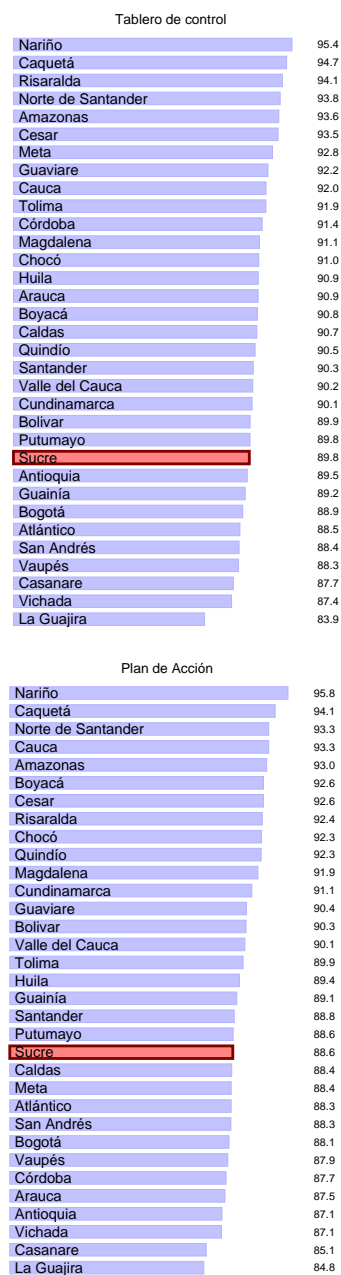 Tablero de control
Nariño 95.4
Caquetá 94.7
Risaralda 94.1
Norte de Santander 93.8
Amazonas 93.6
Cesar 93.5
Meta 92.8
Guaviare 92.2
Cauca 92.0
Tolima 91.9
Córdoba 91.4
Magdalena 91.1
Chocó 91.0
Huila 90.9
Arauca 90.9
Boyacá 90.8
Caldas 90.7
Quindío 90.5
Santander 90.3
Valle del Cauca 90.2
Cundinamarca 90.1
Bolivar 89.9
Putumayo 89.8
Sucre 89.8
Antioquia 89.5
Guainía 89.2
Bogotá 88.9
Atlántico 88.5
San Andrés 88.4
Vaupés 88.3
Casanare 87.7
Vichada 87.4
La Guajira 83.9
Plan de Acción
Nariño 95.8
Caquetá 94.1
Norte de Santander 93.3
Cauca 93.3
Amazonas 93.0
Boyacá 92.6
Cesar 92.6
Risaralda 92.4
Chocó 92.3
Quindío 92.3
Magdalena 91.9
Cundinamarca 91.1
Guaviare 90.4
Bolivar 90.3
Valle del Cauca 90.1
Tolima 89.9
Huila 89.4
Guainía 89.1
Santander 88.8
Putumayo 88.6
Sucre 88.6
Caldas 88.4
Meta 88.4
Atlántico 88.3
San Andrés 88.3
Bogotá 88.1
Vaupés 87.9
Córdoba 87.7
Arauca 87.5
Antioquia 87.1
Vichada 87.1
Casanare 85.1
La Guajira 84.8